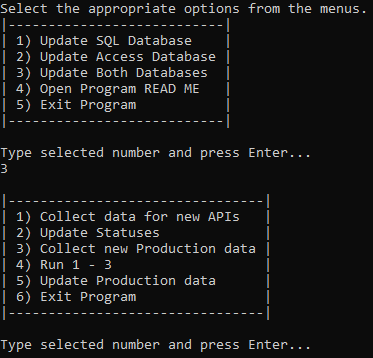 Select the appropriate options from the menus.
|---------------------------|
| 1) Update SQL Database    |
| 2) Update Access Database |
| 3) Update Both Databases  |
| 4) Open Program READ ME   |
| 5) Exit Program           |
|---------------------------|
Type selected number and press Enter...
3
|--------------------------------|
| 1) Collect data for new APIs   |
| 2) Update Statuses             |
| 3) Collect new Production data |
| 4) Run 1 - 3                   |
| 5) Update Production data      |
| 6) Exit Program                |
|--------------------------------|
Type selected number and press Enter...